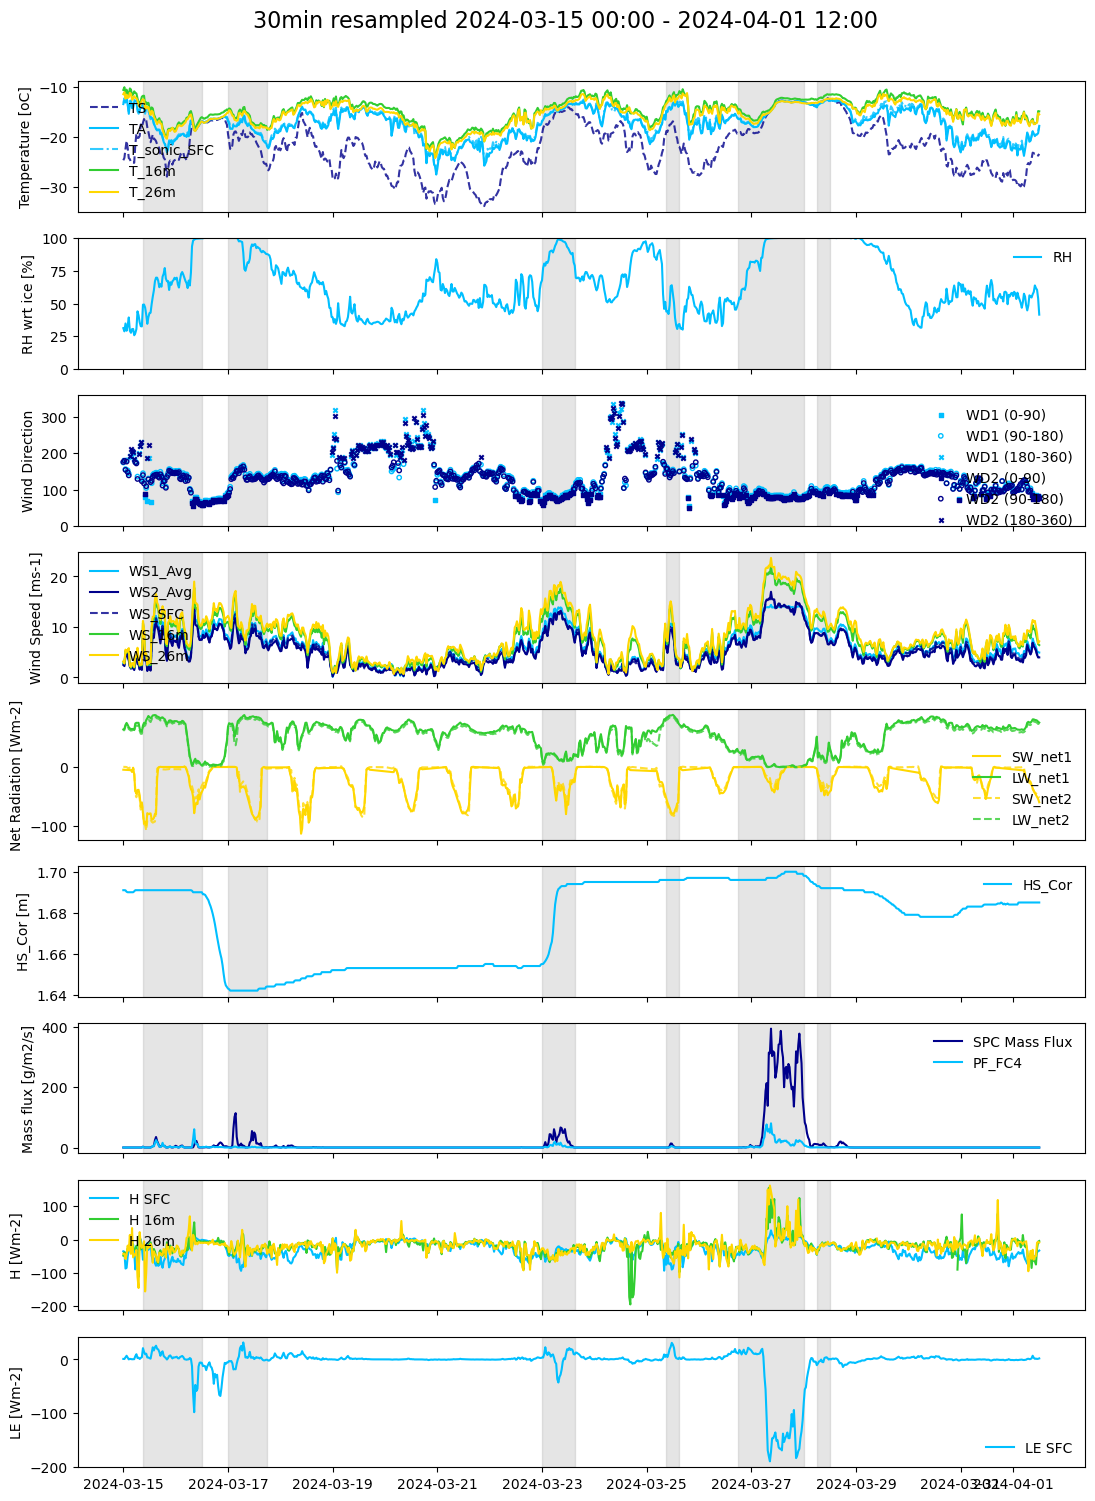 30min resampled 2024-03-15 00:00 - 2024-04-01 12:00
Temperature [oC]
−10
−20
−30
TS
TA
T_sonic_SFC
T_16m
T_26m
RH wrt ice [%]
100
75
50
25
0
RH
Wind Direction
300
200
100
0
WD1 (0-90)
WD1 (90-180)
WD1 (180-360)
WD2 (0-90)
WD2 (90-180)
WD2 (180-360)
Wind Speed [ms-1]
20
10
0
WS1_Avg
WS2_Avg
WS_SFC
WS_16m
WS_26m
Net Radiation [Wm-2]
0
−100
SW_net1
LW_net1
SW_net2
LW_net2
HS_Cor [m]
1.70
1.68
1.66
1.64
HS_Cor
Mass flux [g/m2/s]
400
200
0
SPC Mass Flux
PF_FC4
H [Wm-2]
100
0
−100
−200
H SFC
H 16m
H 26m
LE [Wm-2]
0
−100
−200
LE SFC
2024-03-15 2024-03-17 2024-03-19 2024-03-21 2024-03-23 2024-03-25 2024-03-27 2024-03-29 2024-03-31 2024-04-01